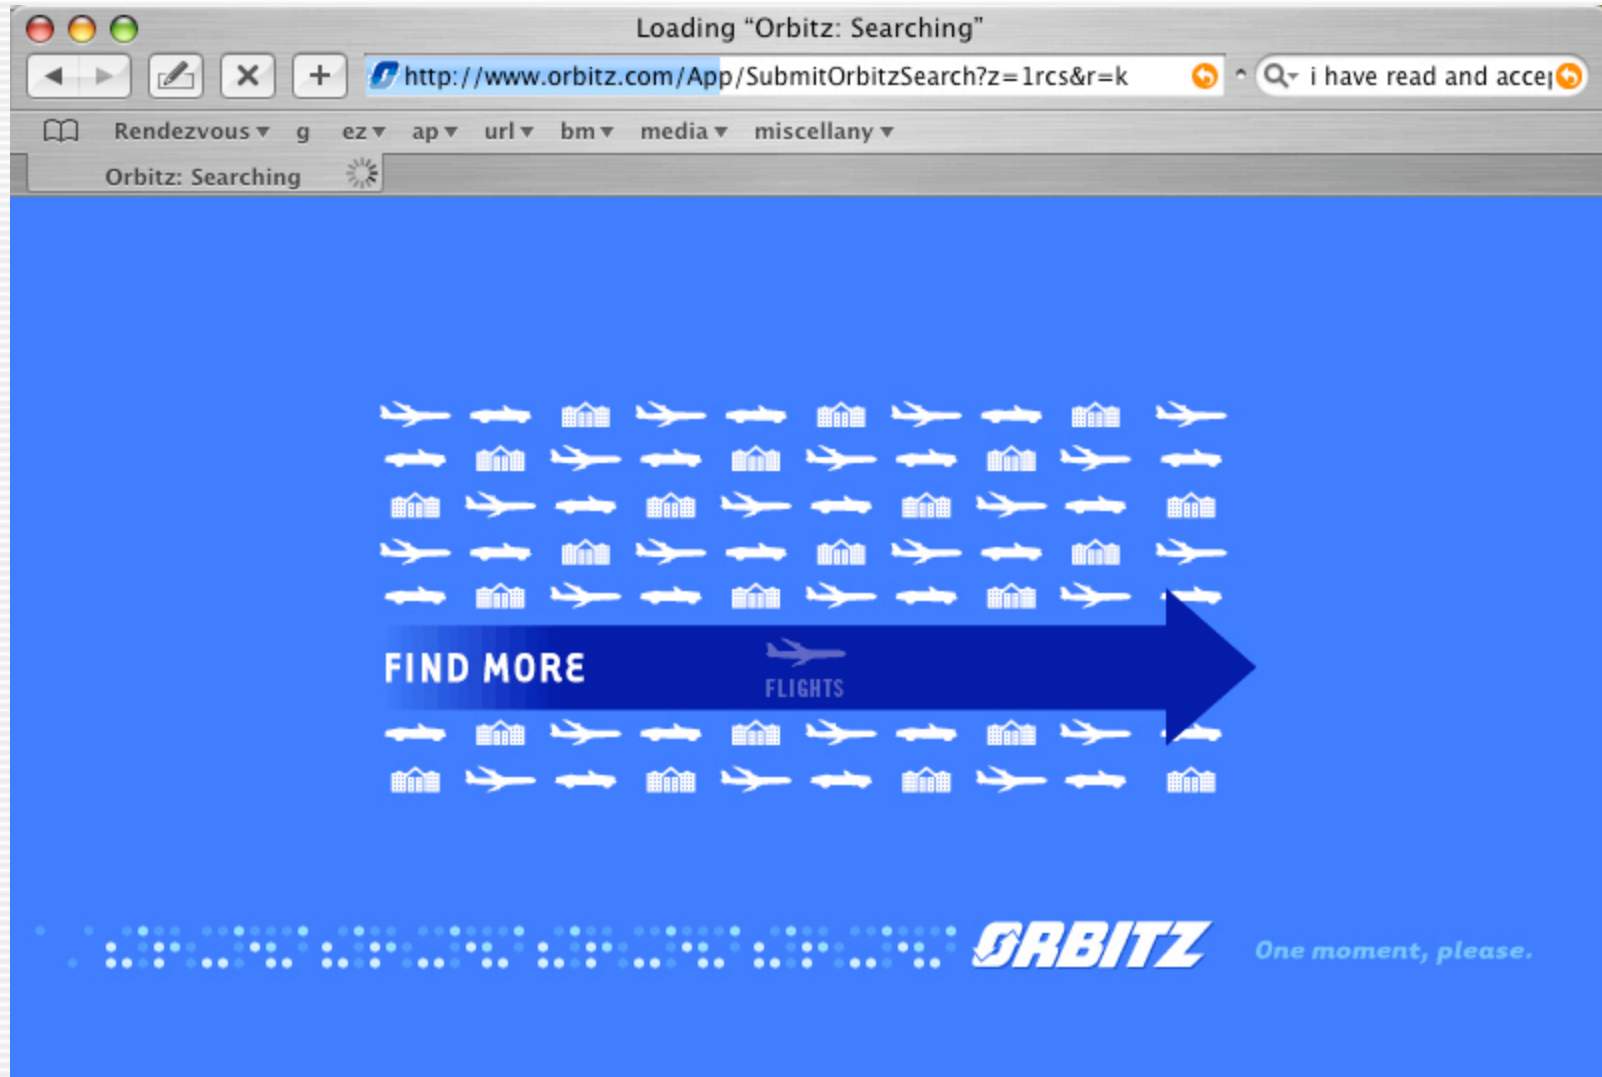 Loading “Orbitz: Searching”
http://www.orbitz.com/App/SubmitOrbitzSearch?z=1rcs&r=k i have read and accep
Rendezvous g ez ap url bm media miscellany
Orbitz: Searching
FIND MORE
FLIGHTS
ORBITZ One moment, please.